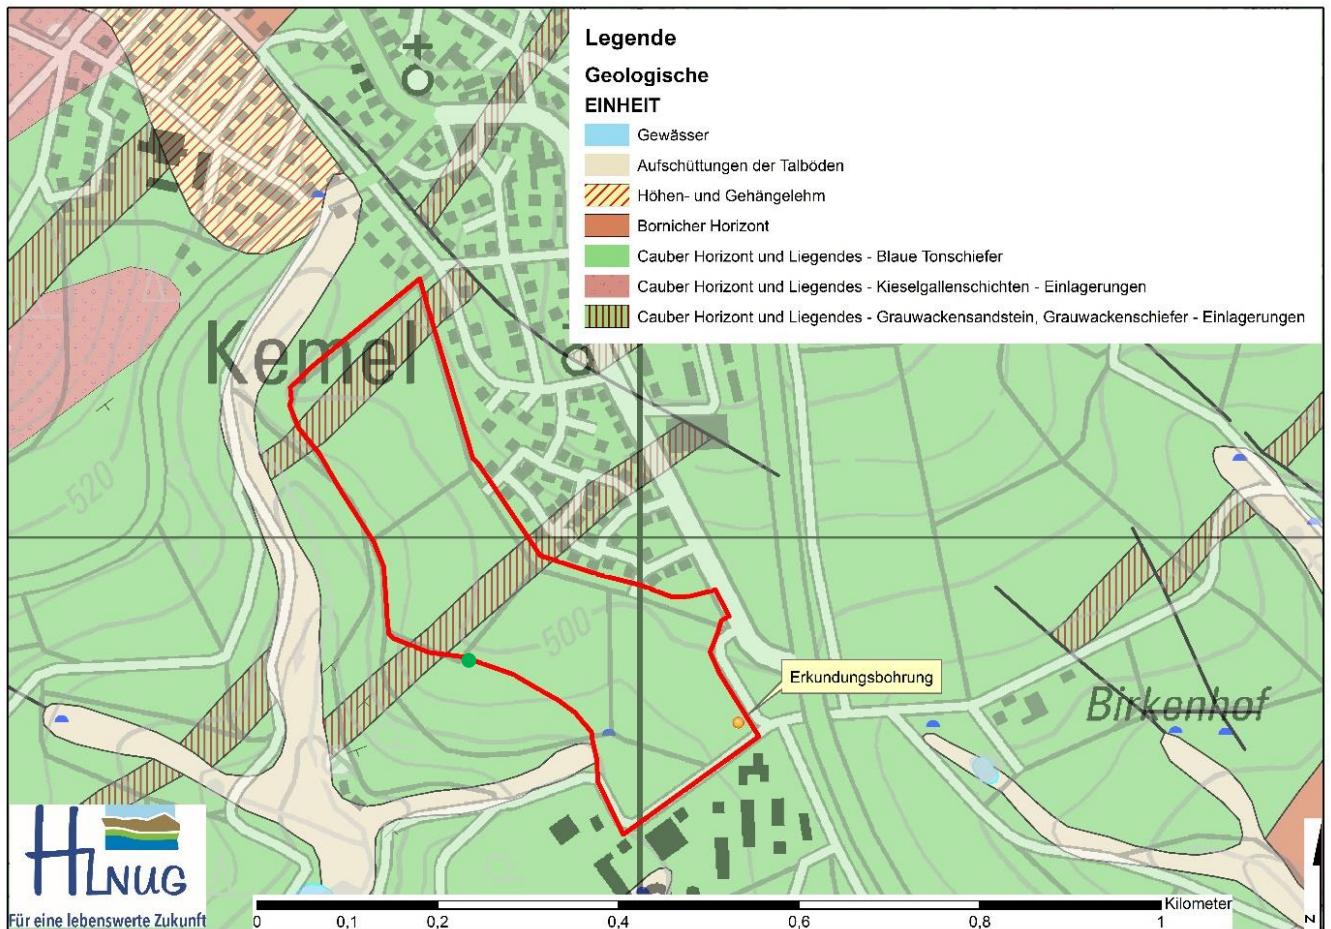 Legende
Geologische
EINHEIT
Gewässer
Aufschüttungen der Talböden
Höhen- und Gehängelehm
Bornicher Horizont
Cauber Horizont und Liegendes - Blaue Tonschiefer
Cauber Horizont und Liegendes - Kieselgallenschichten - Einlagerungen
Cauber Horizont und Liegendes - Grauwackensandstein, Grauwackenschiefer - Einlagerungen
Kemel
520
500
Erkundungsbohrung
Birkenhof
HLNUG
Für eine lebenswerte Zukunft
Kilometer
0 0,1 0,2 0,4 0,6 0,8 1
N